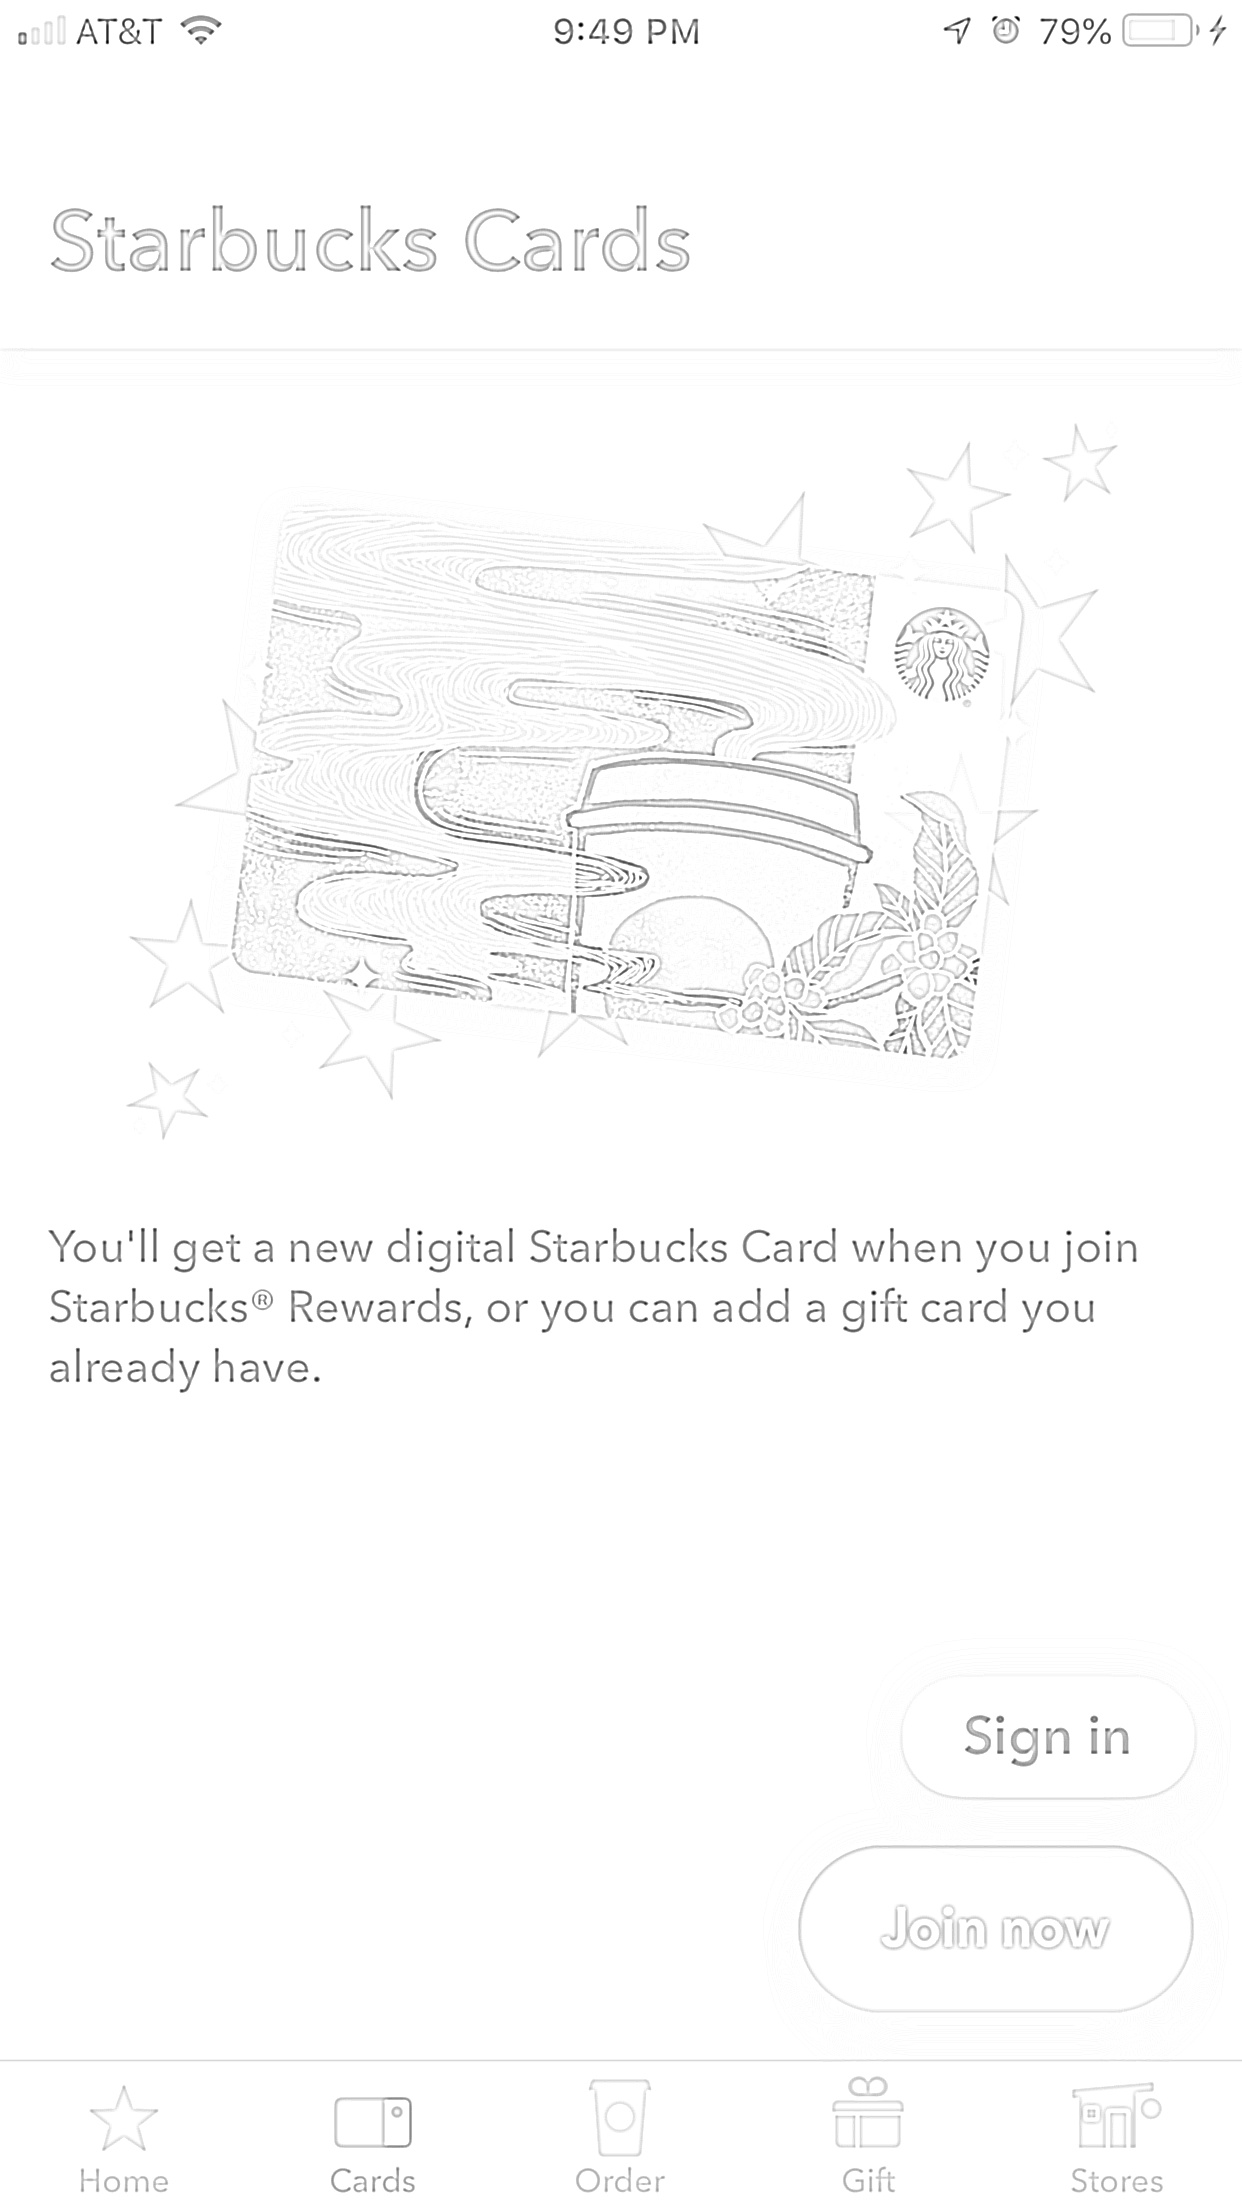 AT&T 9:49 PM 79%
Starbucks Cards
You'll get a new digital Starbucks Card when you join
Starbucks® Rewards, or you can add a gift card you
already have.
Sign in
Join now
Home Cards Order Gift Stores